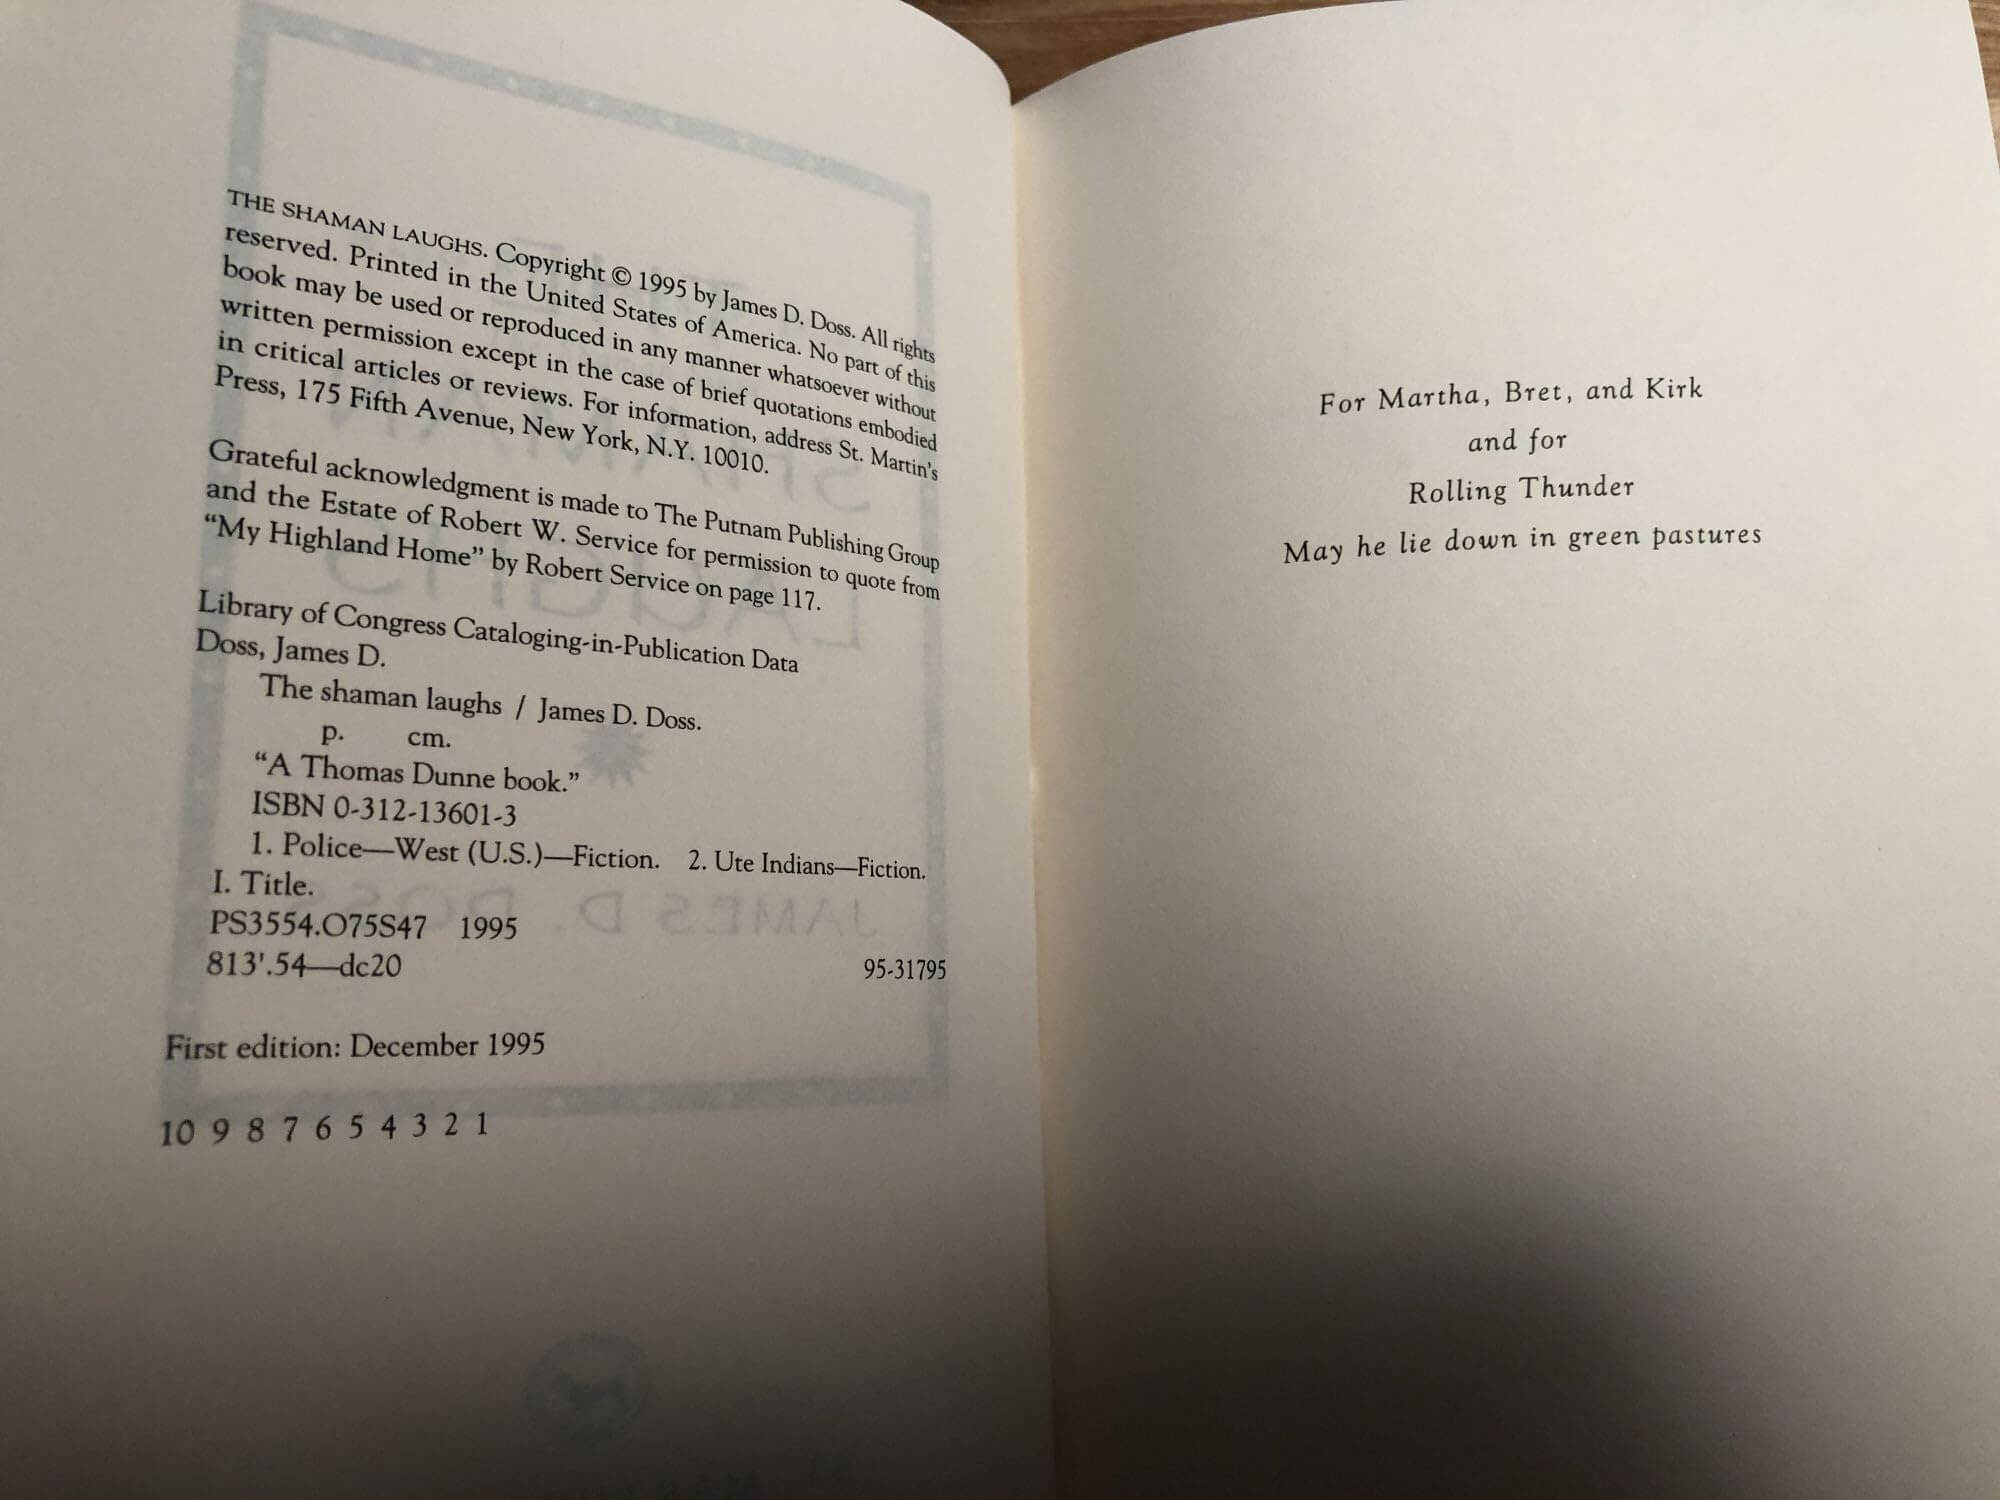 THE SHAMAN LAUGHS. Copyright © 1995 by James D. Doss. All rights
reserved. Printed in the United States of America. No part of this
book may be used or reproduced in any manner whatsoever without
written permission except in the case of brief quotations embodied
in critical articles or reviews. For information, address St. Martin's
Press, 175 Fifth Avenue, New York, N.Y. 10010.
Grateful acknowledgment is made to The Putnam Publishing Group
and the Estate of Robert W. Service for permission to quote from
“My Highland Home” by Robert Service on page 117.
Library of Congress Cataloging-in-Publication Data
Doss, James D.
The shaman laughs / James D. Doss.
p. cm.
“A Thomas Dunne book.”
ISBN 0-312-13601-3
1. Police—West (U.S.)—Fiction. 2. Ute Indians—Fiction.
I. Title.
PS3554.O75S47 1995
813'.54—dc20 95-31795
First edition: December 1995
10 9 8 7 6 5 4 3 2 1
For Martha, Bret, and Kirk
and for
Rolling Thunder
May he lie down in green pastures